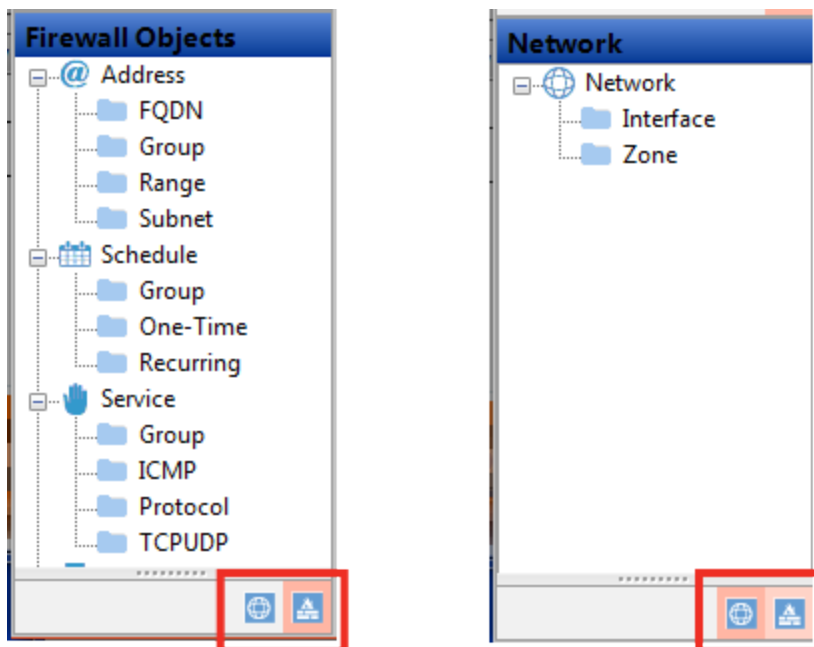 Firewall Objects
Address
FQDN
Group
Range
Subnet
Schedule
Group
One-Time
Recurring
Service
Group
ICMP
Protocol
TCPUDP
Network
Network
Interface
Zone